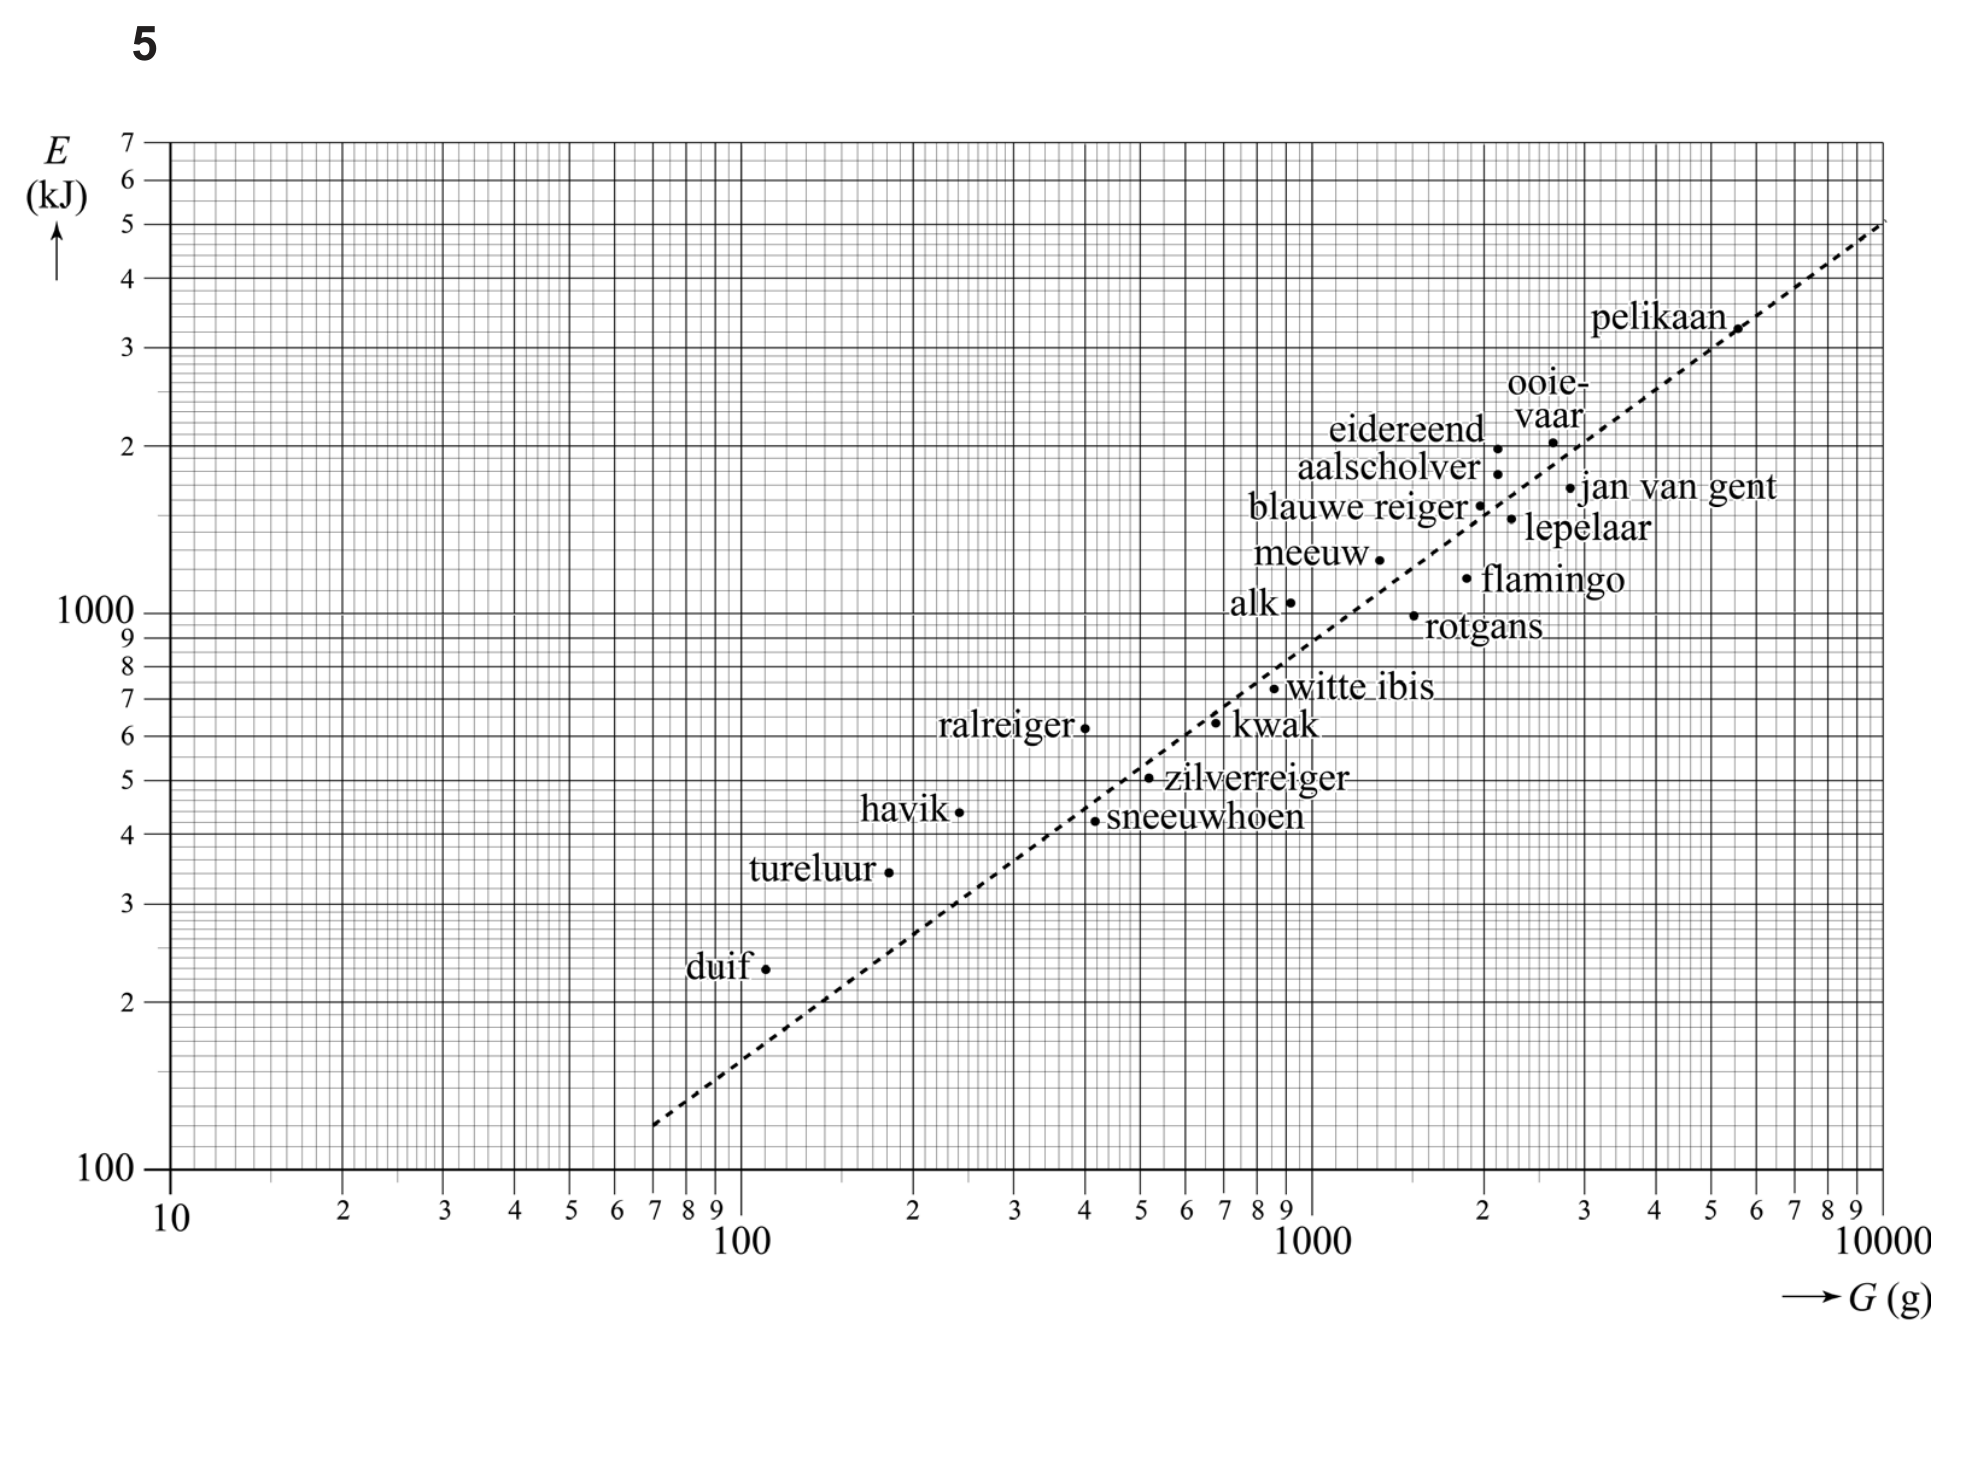 5
E
(kJ)
7
6
5
4
3
2
1000
9
8
7
6
5
4
3
2
100
pelikaan
ooie-
vaar
eidereend
aalscholver
jan van gent
blauwe reiger
lepelaar
meeuw
flamingo
alk
rotgans
witte ibis
ralreiger
kwak
zilverreiger
havik
sneeuwhoen
tureluur
duif
10 2 3 4 5 6 7 8 9 100 2 3 4 5 6 7 8 9 1000 2 3 4 5 6 7 8 9 10000
G (g)